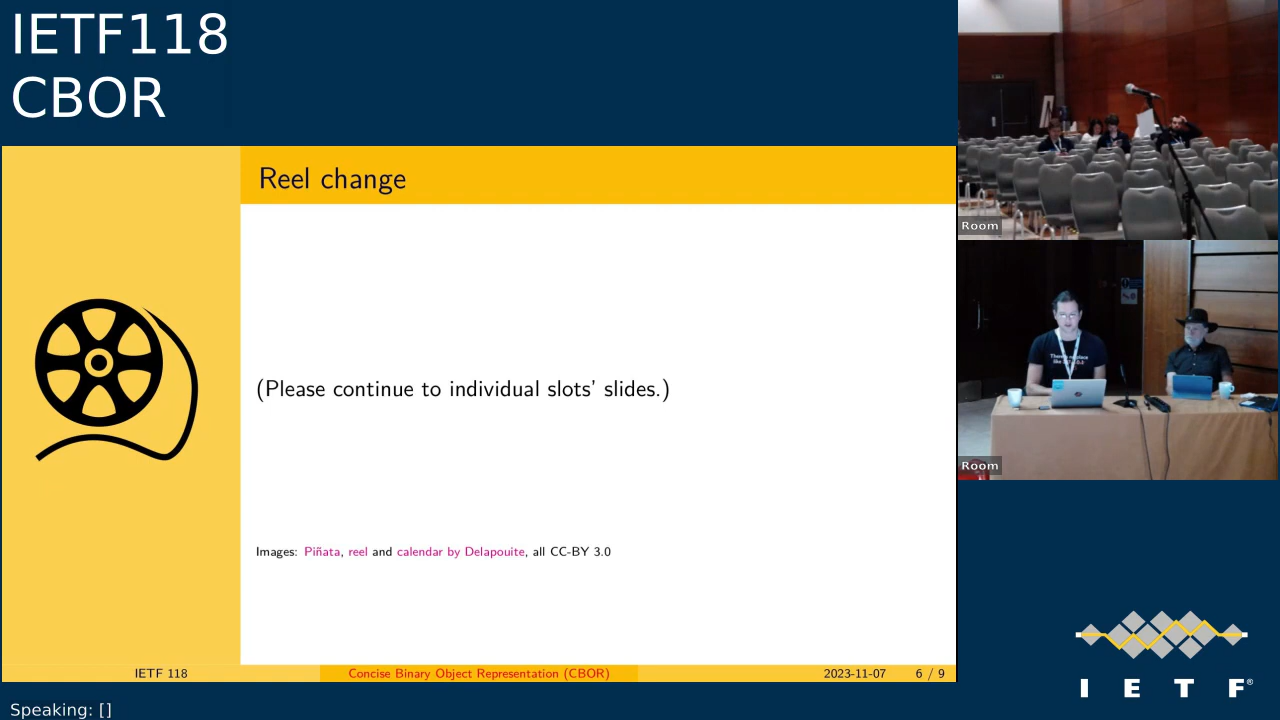 IETF118
CBOR
Reel change
(Please continue to individual slots' slides.)
Images: Piñata, reel and calendar by Delapouite, all CC-BY 3.0
IETF 118
Concise Binary Object Representation (CBOR)
2023-11-07
6 / 9
Room
Room
I E T F®
Speaking: []